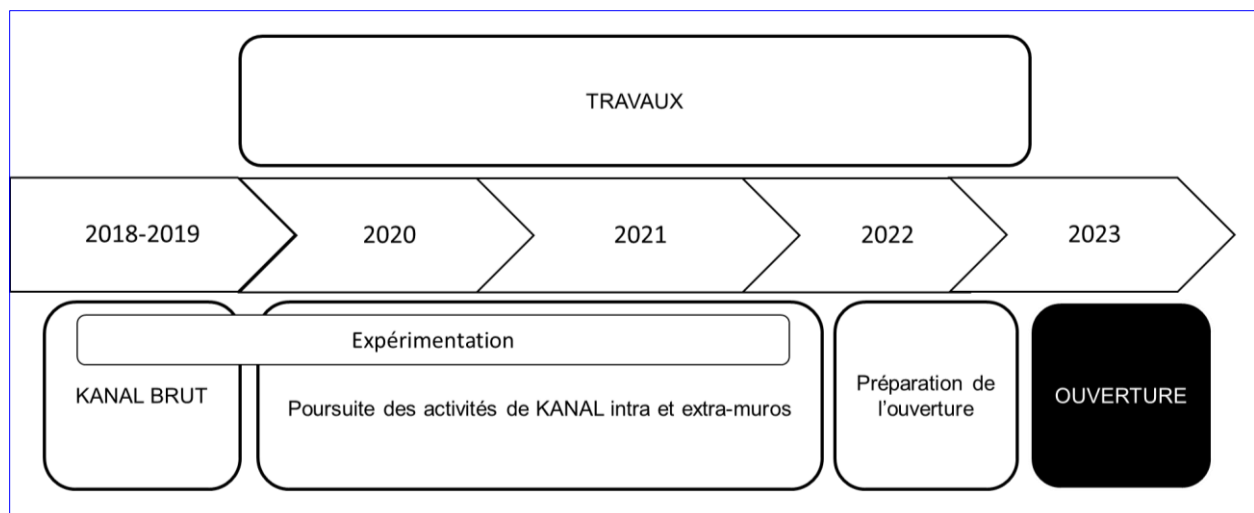 TRAVAUX
2018-2019
2020
2021
2022
2023
Expérimentation
KANAL BRUT
Poursuite des activités de KANAL intra et extra-muros
Préparation de
l’ouverture
OUVERTURE